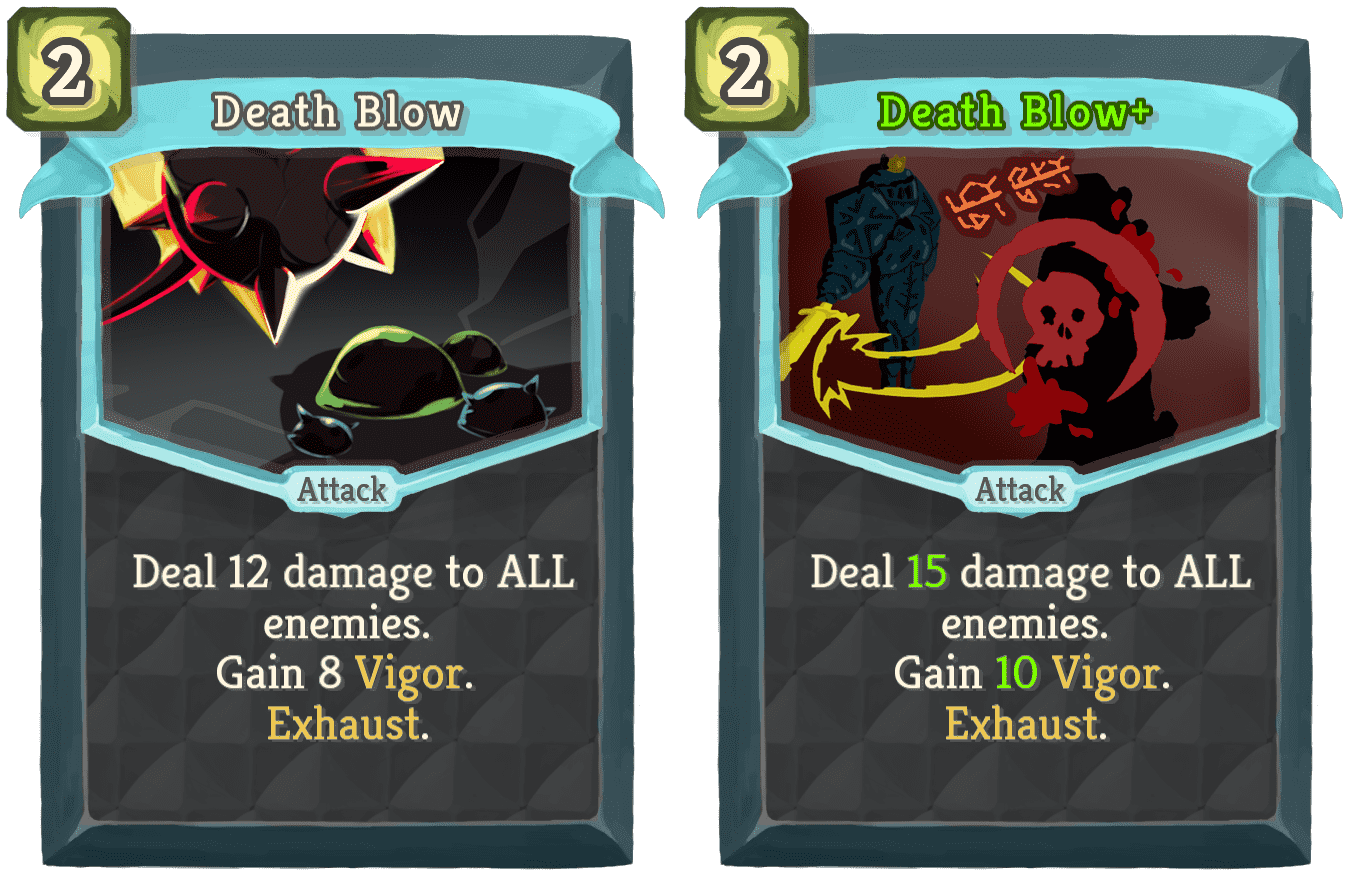 2
Death Blow
Attack
Deal 12 damage to ALL
enemies.
Gain 8 Vigor.
Exhaust.
2
Death Blow+
Attack
Deal 15 damage to ALL
enemies.
Gain 10 Vigor.
Exhaust.